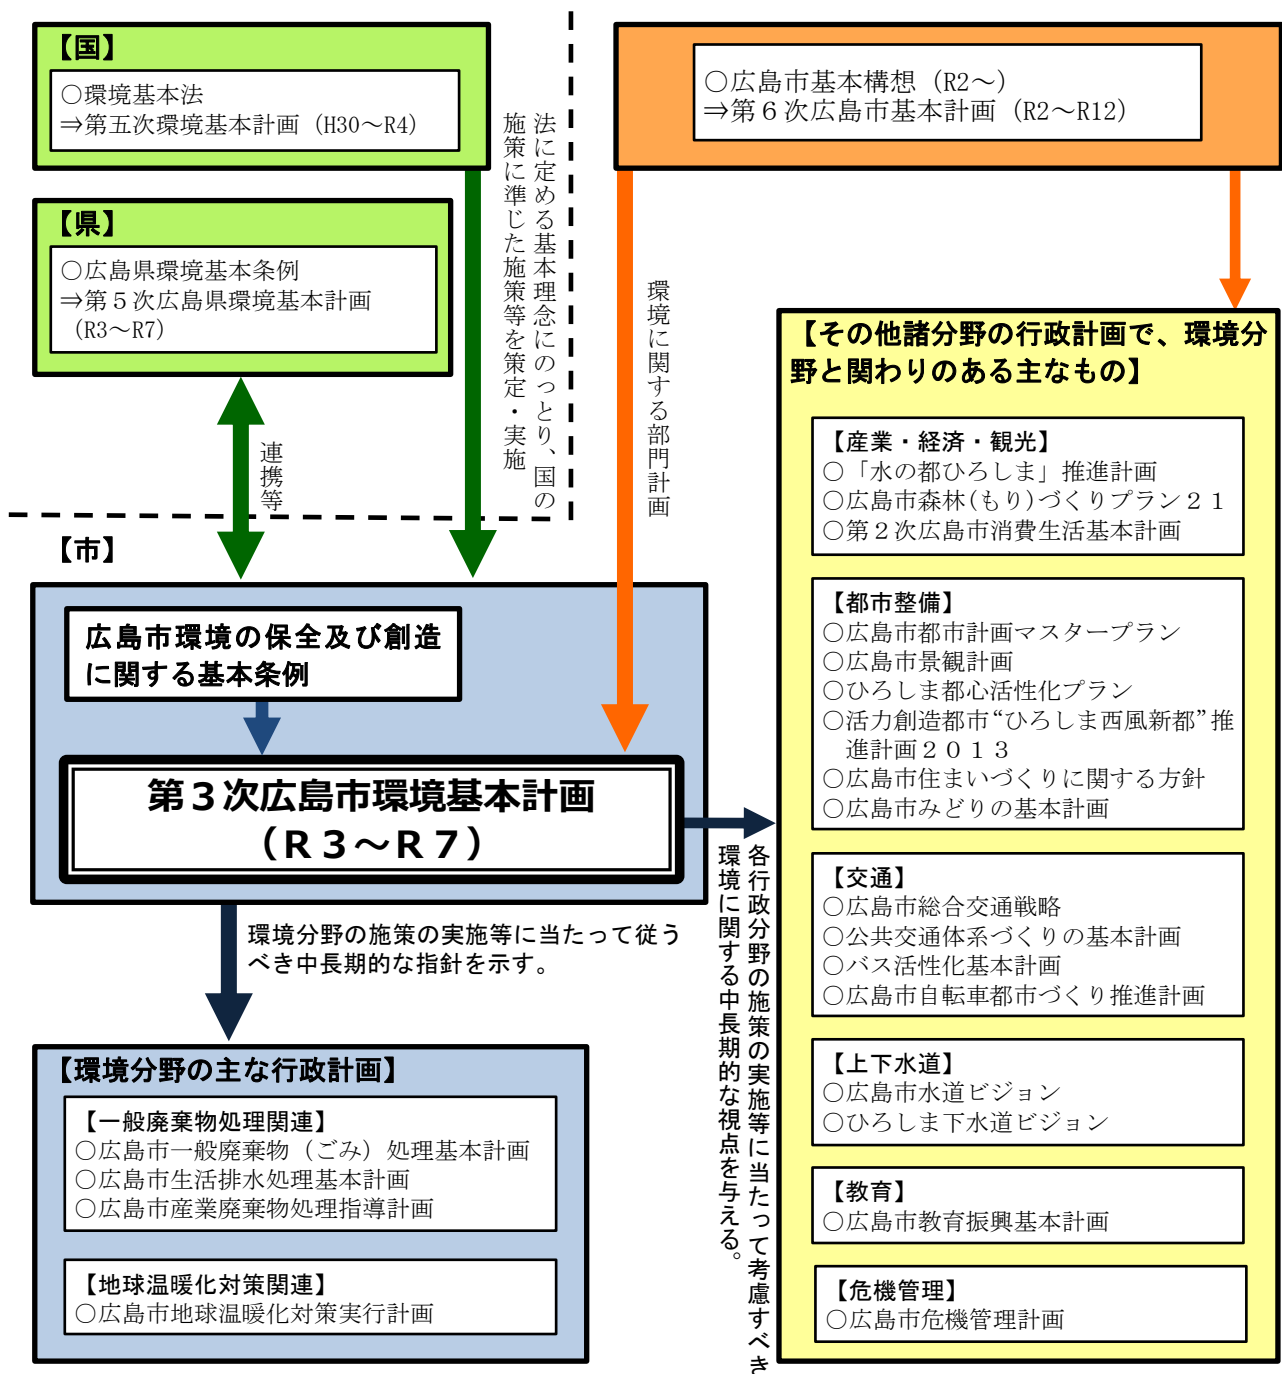 【国】
○環境基本法
⇒第五次環境基本計画（H30～R4）
【県】
○広島県環境基本条例
⇒第５次広島県環境基本計画
（R3～R7）
法に定める基本理念にのっとり、国の
施策に準じた施策等を策定・実施
連携等
○広島市基本構想（R2～）
⇒第６次広島市基本計画（R2～R12）
環境に関する部門計画
【市】
広島市環境の保全及び創造
に関する基本条例
第３次広島市環境基本計画
（Ｒ３～Ｒ７）
環境分野の施策の実施等に当たって従う
べき中長期的な指針を示す。
各行政分野の施策の実施等に当たって考慮すべき
環境に関する中長期的な視点を与える。
【環境分野の主な行政計画】
【一般廃棄物処理関連】
○広島市一般廃棄物（ごみ）処理基本計画
○広島市生活排水処理基本計画
○広島市産業廃棄物処理指導計画
【地球温暖化対策関連】
○広島市地球温暖化対策実行計画
【その他諸分野の行政計画で、環境分
野と関わりのある主なもの】
【産業・経済・観光】
○「水の都ひろしま」推進計画
○広島市森林(もり)づくりプラン２１
○第２次広島市消費生活基本計画
【都市整備】
○広島市都市計画マスタープラン
○広島市景観計画
○ひろしま都心活性化プラン
○活力創造都市“ひろしま西風新都”推
進計画２０１３
○広島市住まいづくりに関する方針
○広島市みどりの基本計画
【交通】
○広島市総合交通戦略
○公共交通体系づくりの基本計画
○バス活性化基本計画
○広島市自転車都市づくり推進計画
【上下水道】
○広島市水道ビジョン
○ひろしま下水道ビジョン
【教育】
○広島市教育振興基本計画
【危機管理】
○広島市危機管理計画